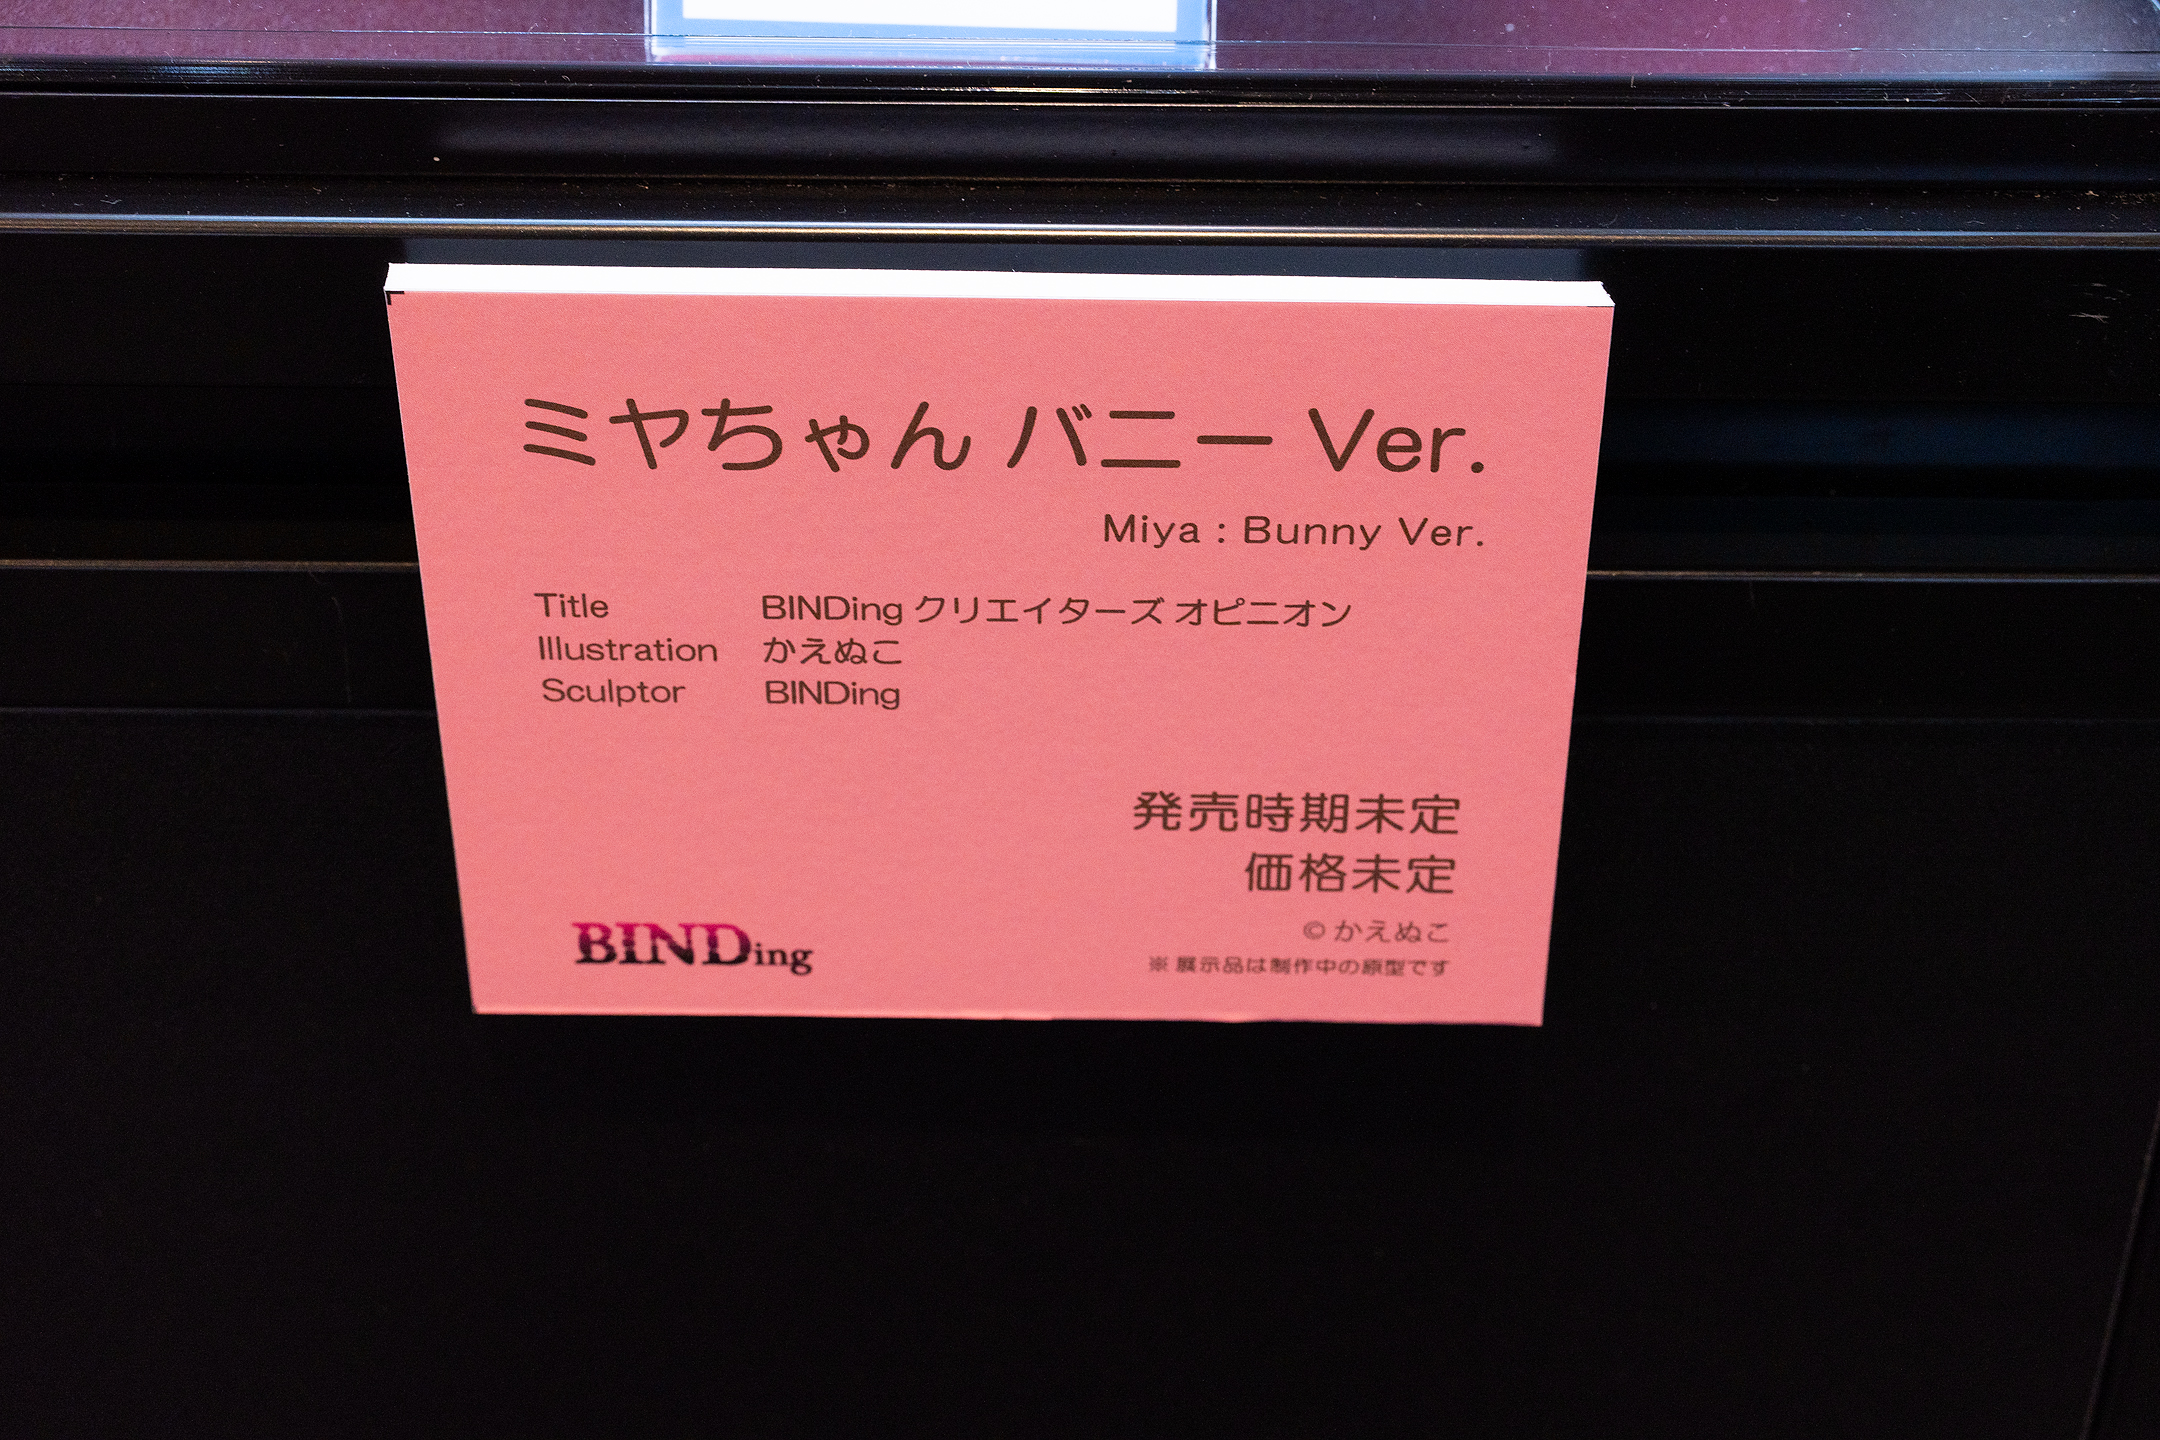 ミヤちゃん バニー Ver.
Miya : Bunny Ver.
Title BINDing クリエイターズ オピニオン
Illustration かえぬこ
Sculptor BINDing
発売時期未定
価格未定
© かえぬこ
※ 展示品は制作中の原型です
BINDing